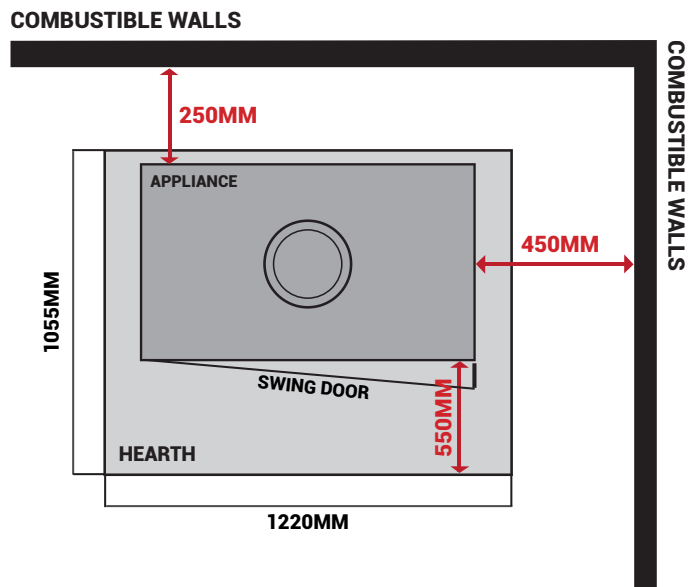 COMBUSTIBLE WALLS
COMBUSTIBLE WALLS
250MM
APPLIANCE
450MM
1055MM
SWING DOOR
550MM
HEARTH
1220MM